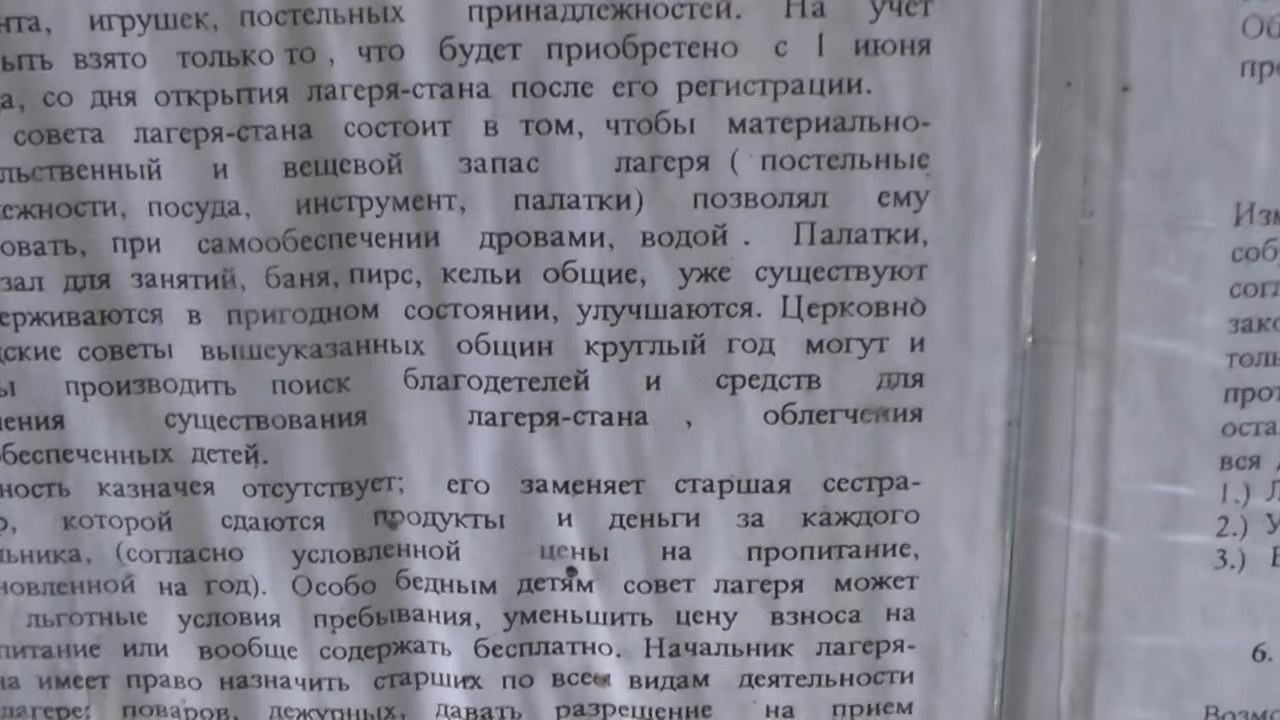 игрушек, постельных принадлежностей. На учет
взято только то , что будет приобретено с 1 июня
со дня открытия лагеря-стана после его регистрации.
совета лагеря-стана состоит в том, чтобы материально-
льственный и вещевой запас лагеря ( постельные
ежности, посуда, инструмент, палатки) позволял ему
овать, при самообеспечении дровами, водой . Палатки,
зал для занятий, баня, пирс, кельи общие, уже существуют
ерживаются в пригодном состоянии, улучшаются. Церковно
дские советы вышеуказанных общин круглый год могут и
ы производить поиск благодетелей и средств для
ения существования лагеря-стана , облегчения
беспеченных детей.
ность казначея отсутствует; его заменяет старшая сестра-
р, которой сдаются продукты и деньги за каждого
льника, (согласно условленной цены на пропитание,
новленной на год). Особо бедным детям совет лагеря может
льготные условия пребывания, уменьшить цену взноса на
питание или вообще содержать бесплатно. Начальник лагеря-
на имеет право назначить старших по всем видам деятельности
лагере: поваров, дежурных, давать разрешение на прием
Об
пре
Изм
соб
согл
зако
толь
прот
оста
вся
1.) Л
2.) У
3.)
6.
Возмо